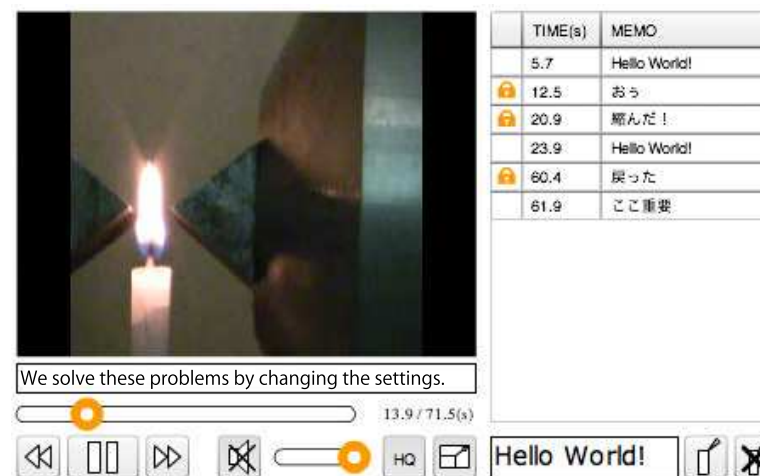 TIME(s) MEMO
5.7 Hello World!
12.5 おぅ
20.9 縮んだ！
23.9 Hello World!
60.4 戻った
61.9 ここ重要
We solve these problems by changing the settings.
13.9 / 71.5(s)
HQ
Hello World!